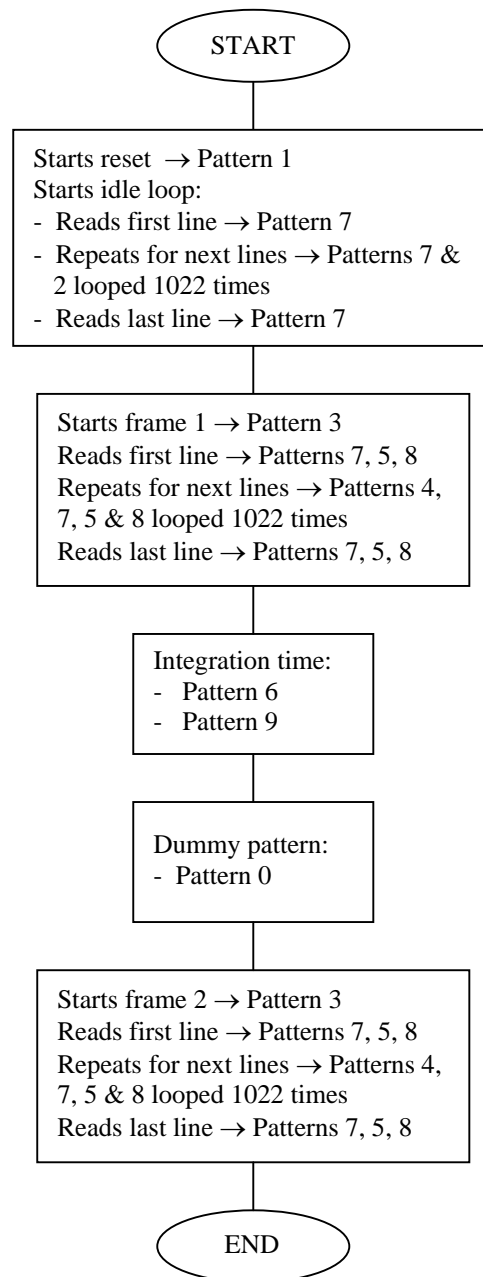 START
Starts reset → Pattern 1
Starts idle loop:
- Reads first line → Pattern 7
- Repeats for next lines → Patterns 7 &
2 looped 1022 times
- Reads last line → Pattern 7
Starts frame 1 → Pattern 3
Reads first line → Patterns 7, 5, 8
Repeats for next lines → Patterns 4,
7, 5 & 8 looped 1022 times
Reads last line → Patterns 7, 5, 8
Integration time:
- Pattern 6
- Pattern 9
Dummy pattern:
- Pattern 0
Starts frame 2 → Pattern 3
Reads first line → Patterns 7, 5, 8
Repeats for next lines → Patterns 4,
7, 5 & 8 looped 1022 times
Reads last line → Patterns 7, 5, 8
END